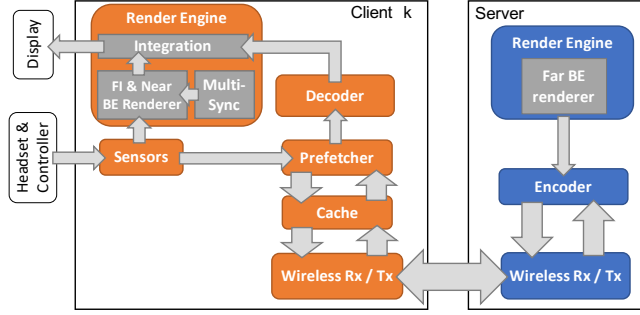 Client k
Server
Display
Render Engine
Integration
FI & Near
BE Renderer
Multi-
Sync
Decoder
Render Engine
Far BE
renderer
Headset &
Controller
Sensors
Prefetcher
Cache
Encoder
Wireless Rx / Tx
Wireless Rx / Tx